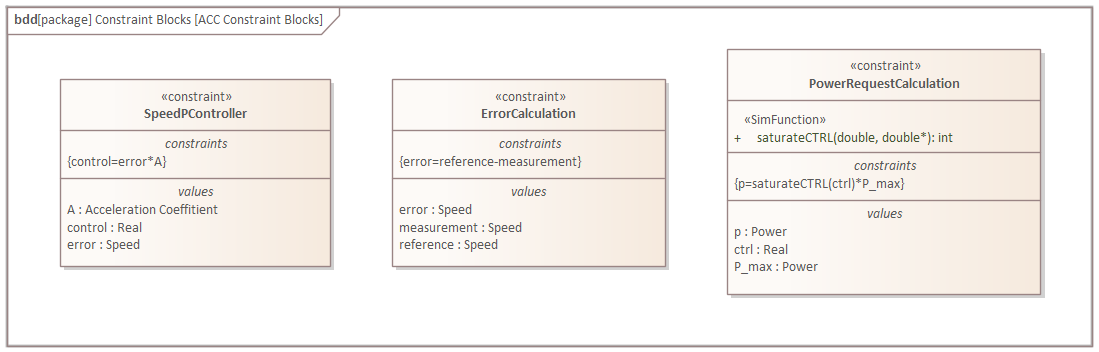 bdd[package] Constraint Blocks [ACC Constraint Blocks]
«constraint»
SpeedPController
constraints
{control=error*A}
values
A : Acceleration Coeffitient
control : Real
error : Speed
«constraint»
ErrorCalculation
constraints
{error=reference-measurement}
values
error : Speed
measurement : Speed
reference : Speed
«constraint»
PowerRequestCalculation
«SimFunction»
+ saturateCTRL(double, double*): int
constraints
{p=saturateCTRL(ctrl)*P_max}
values
p : Power
ctrl : Real
P_max : Power